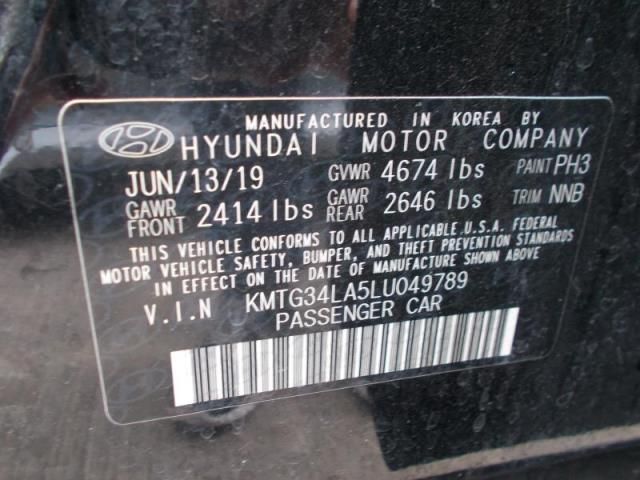 MANUFACTURED IN KOREA BY
HYUNDAI MOTOR COMPANY
JUN/13/19 GVWR 4674 lbs PAINT PH3
GAWR FRONT 2414 lbs GAWR REAR 2646 lbs TRIM NNB
THIS VEHICLE CONFORMS TO ALL APPLICABLE U.S.A. FEDERAL
MOTOR VEHICLE SAFETY, BUMPER, AND THEFT PREVENTION STANDARDS
IN EFFECT ON THE DATE OF MANUFACTURE SHOWN ABOVE
V.I.N KMTG34LA5LU049789
PASSENGER CAR